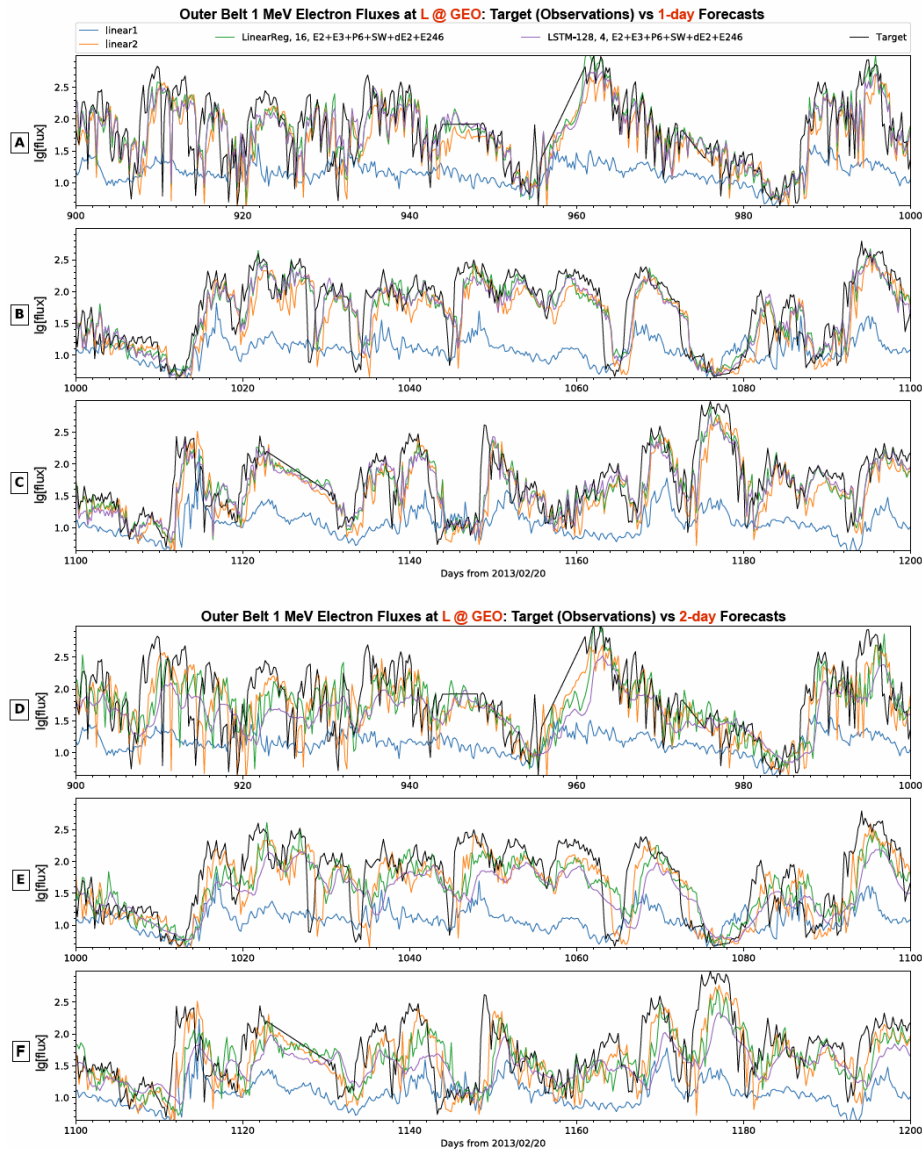 Outer Belt 1 MeV Electron Fluxes at L @ GEO: Target (Observations) vs 1-day Forecasts
linear1
linear2
LinearReg, 16, E2+E3+P6+SW+dE2+E246
LSTM-128, 4, E2+E3+P6+SW+dE2+E246
Target
A
lg[flux]
2.5
2.0
1.5
1.0
900 920 940 960 980 1000
B
lg[flux]
2.5
2.0
1.5
1.0
1000 1020 1040 1060 1080 1100
C
lg[flux]
2.5
2.0
1.5
1.0
1100 1120 1140 1160 1180 1200
Days from 2013/02/20
Outer Belt 1 MeV Electron Fluxes at L @ GEO: Target (Observations) vs 2-day Forecasts
D
lg[flux]
2.5
2.0
1.5
1.0
900 920 940 960 980 1000
E
lg[flux]
2.5
2.0
1.5
1.0
1000 1020 1040 1060 1080 1100
F
lg[flux]
2.5
2.0
1.5
1.0
1100 1120 1140 1160 1180 1200
Days from 2013/02/20